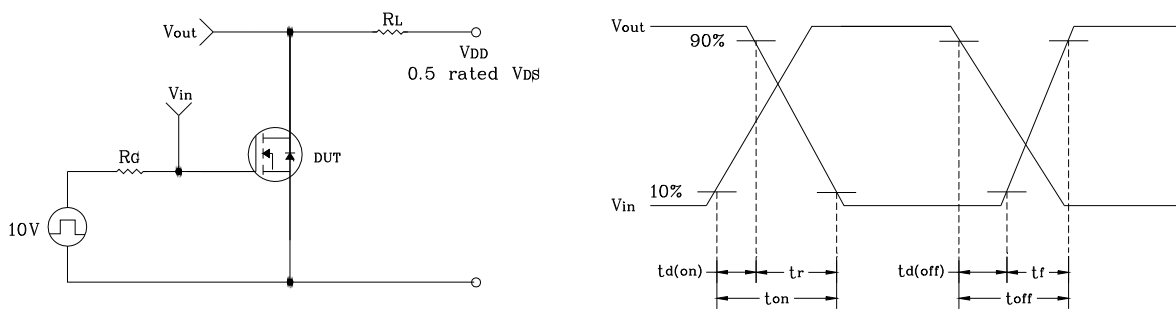 Vout
RL
VDD
0.5 rated VDS
Vin
RG
DUT
10V
Vout
90%
10%
Vin
td(on)
tr
td(off)
tf
ton
toff